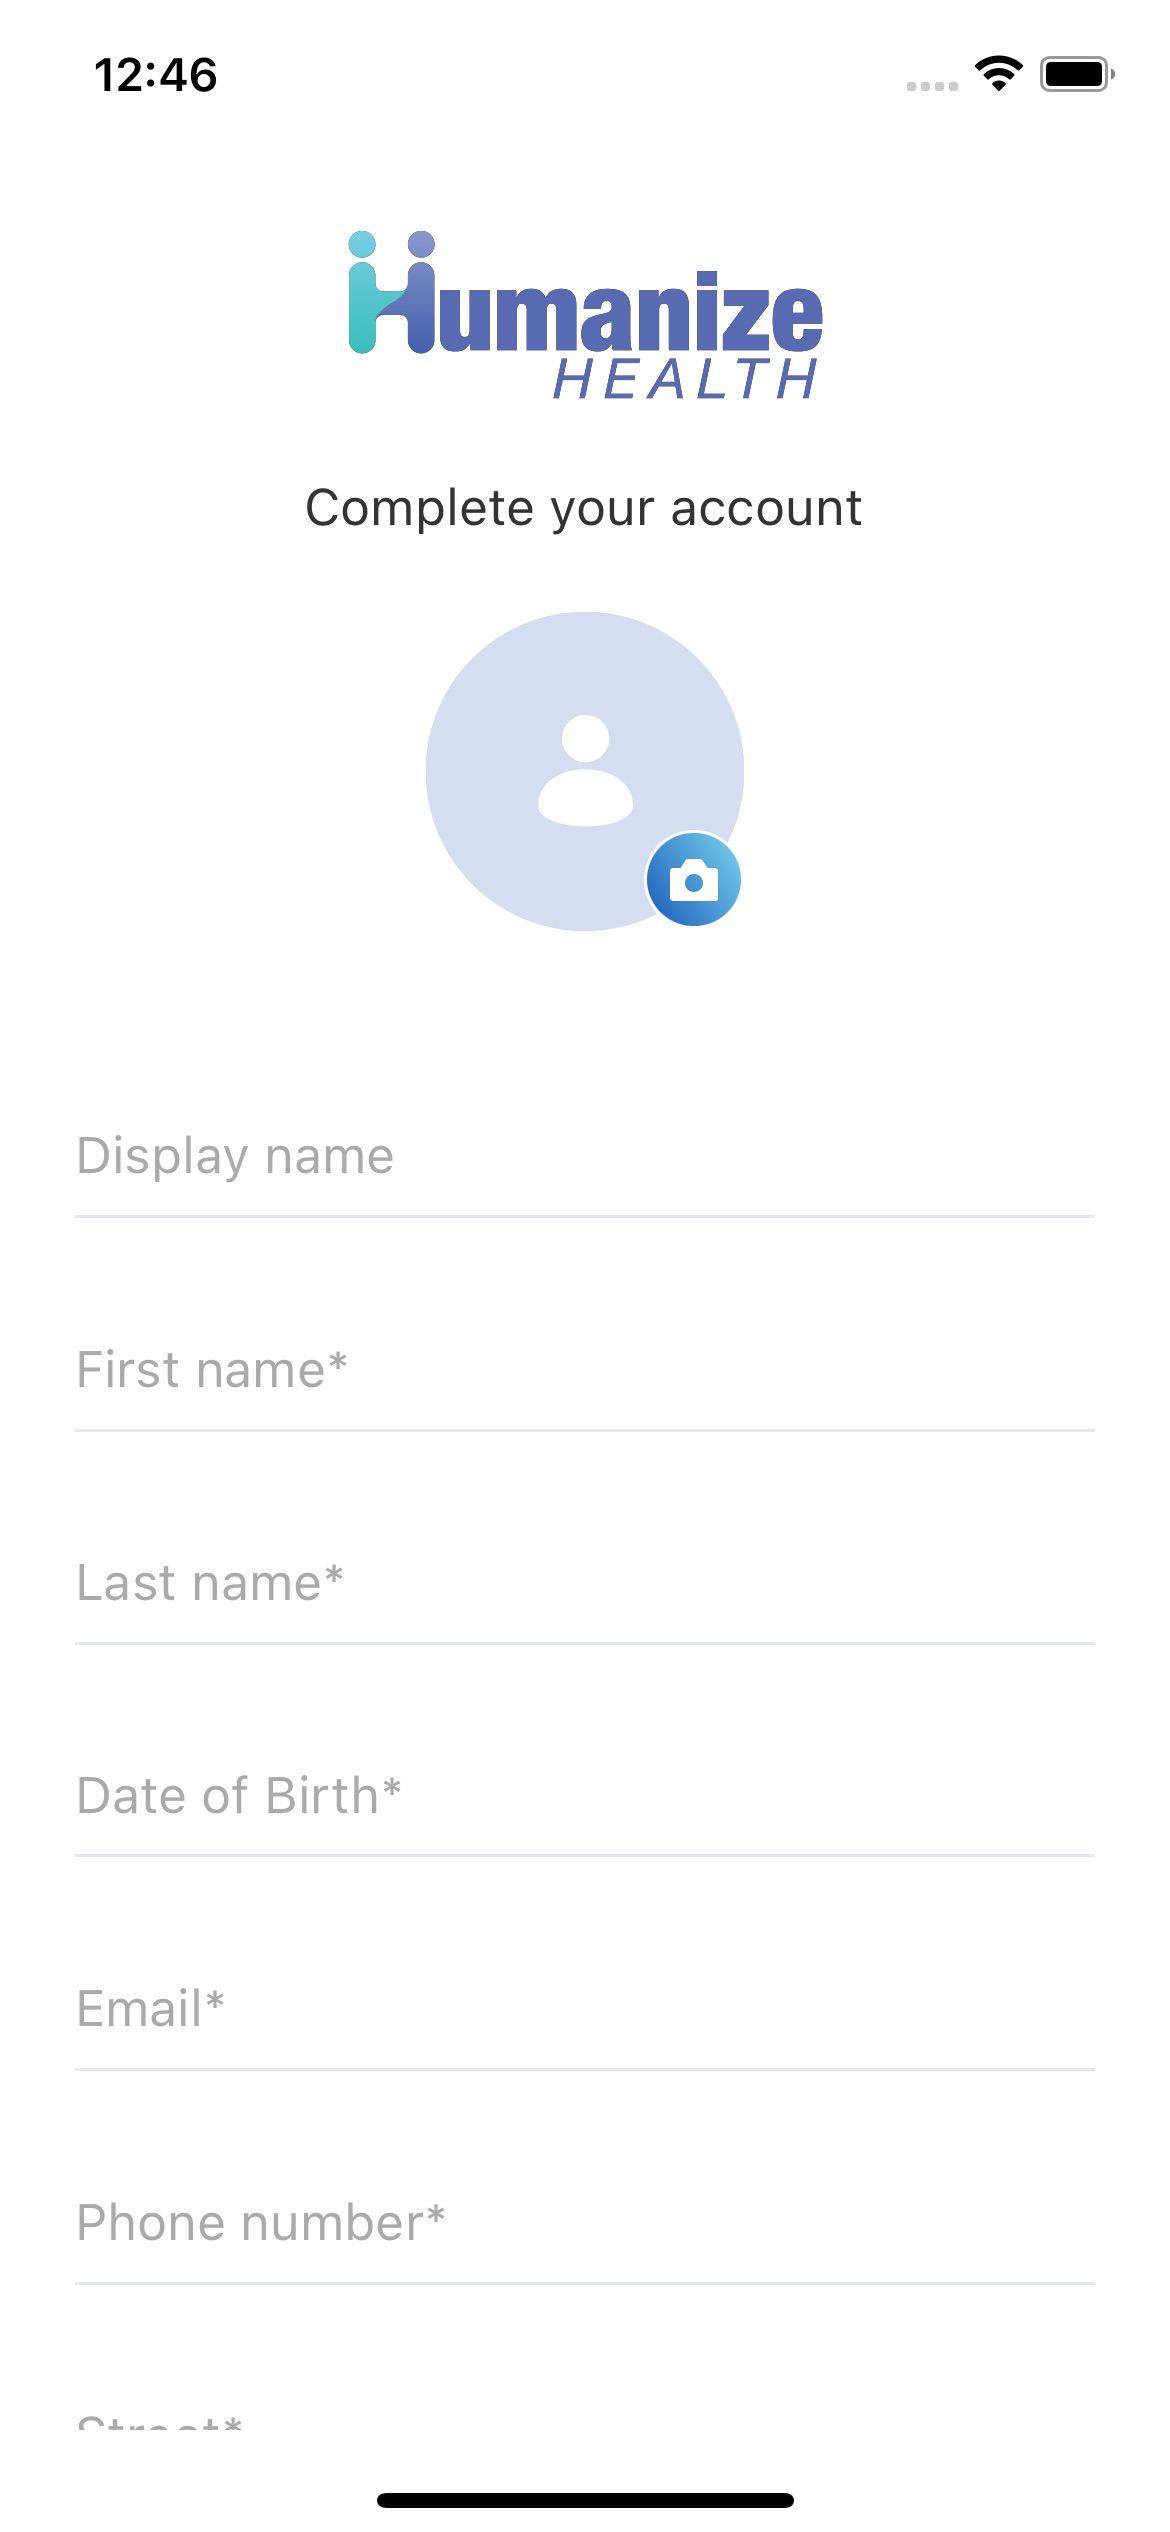 12:46
Humanize
HEALTH
Complete your account
Display name
First name*
Last name*
Date of Birth*
Email*
Phone number*
Street*